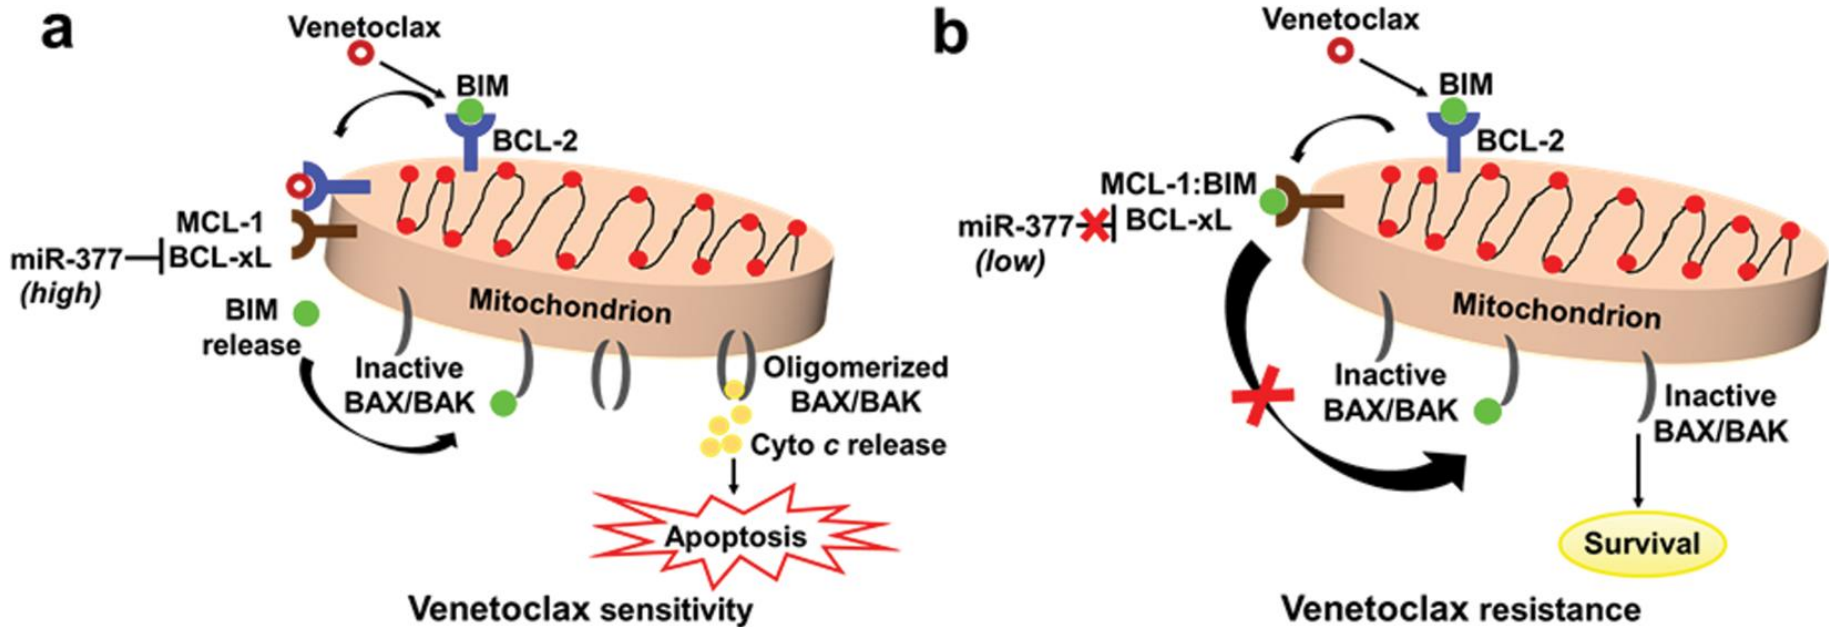 a
Venetoclax
BIM
BCL-2
MCL-1
miR-377
BCL-xL
(high)
BIM
release
Mitochondrion
Inactive
BAX/BAK
Oligomerized
BAX/BAK
Cyto c release
Apoptosis
Venetoclax sensitivity
b
Venetoclax
BIM
BCL-2
MCL-1:BIM
miR-377
BCL-xL
(low)
Mitochondrion
Inactive
BAX/BAK
Inactive
BAX/BAK
Survival
Venetoclax resistance